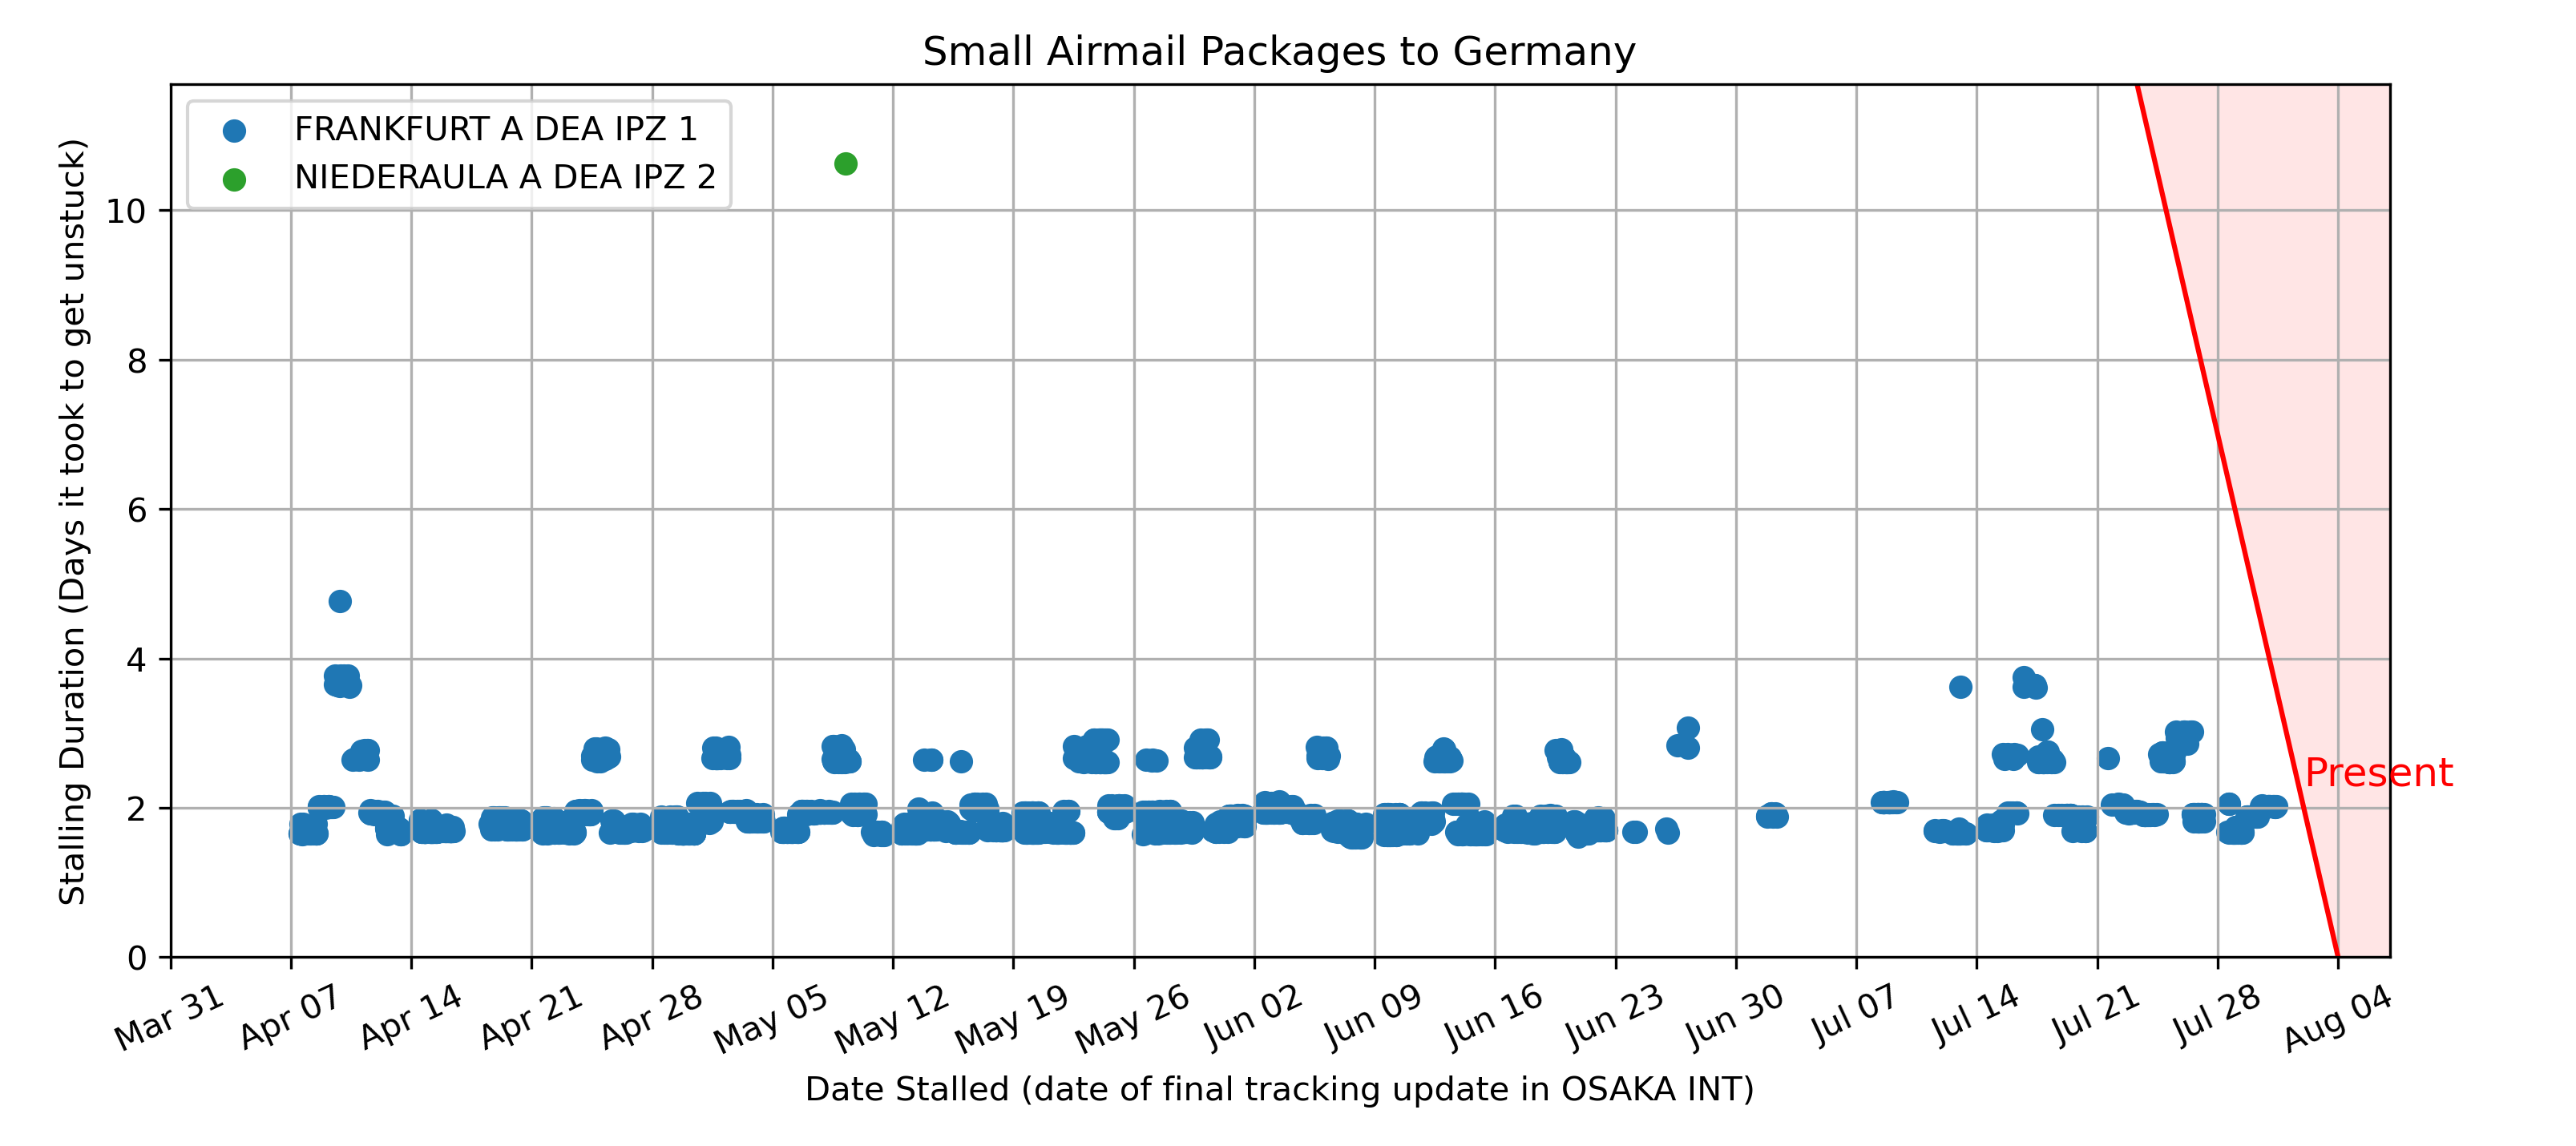 Small Airmail Packages to Germany
FRANKFURT A DEA IPZ 1
NIEDERAULA A DEA IPZ 2
Stalling Duration (Days it took to get unstuck)
10
8
6
4
2
0
Present
Mar 31
Apr 07
Apr 14
Apr 21
Apr 28
May 05
May 12
May 19
May 26
Jun 02
Jun 09
Jun 16
Jun 23
Jun 30
Jul 07
Jul 14
Jul 21
Jul 28
Aug 04
Date Stalled (date of final tracking update in OSAKA INT)